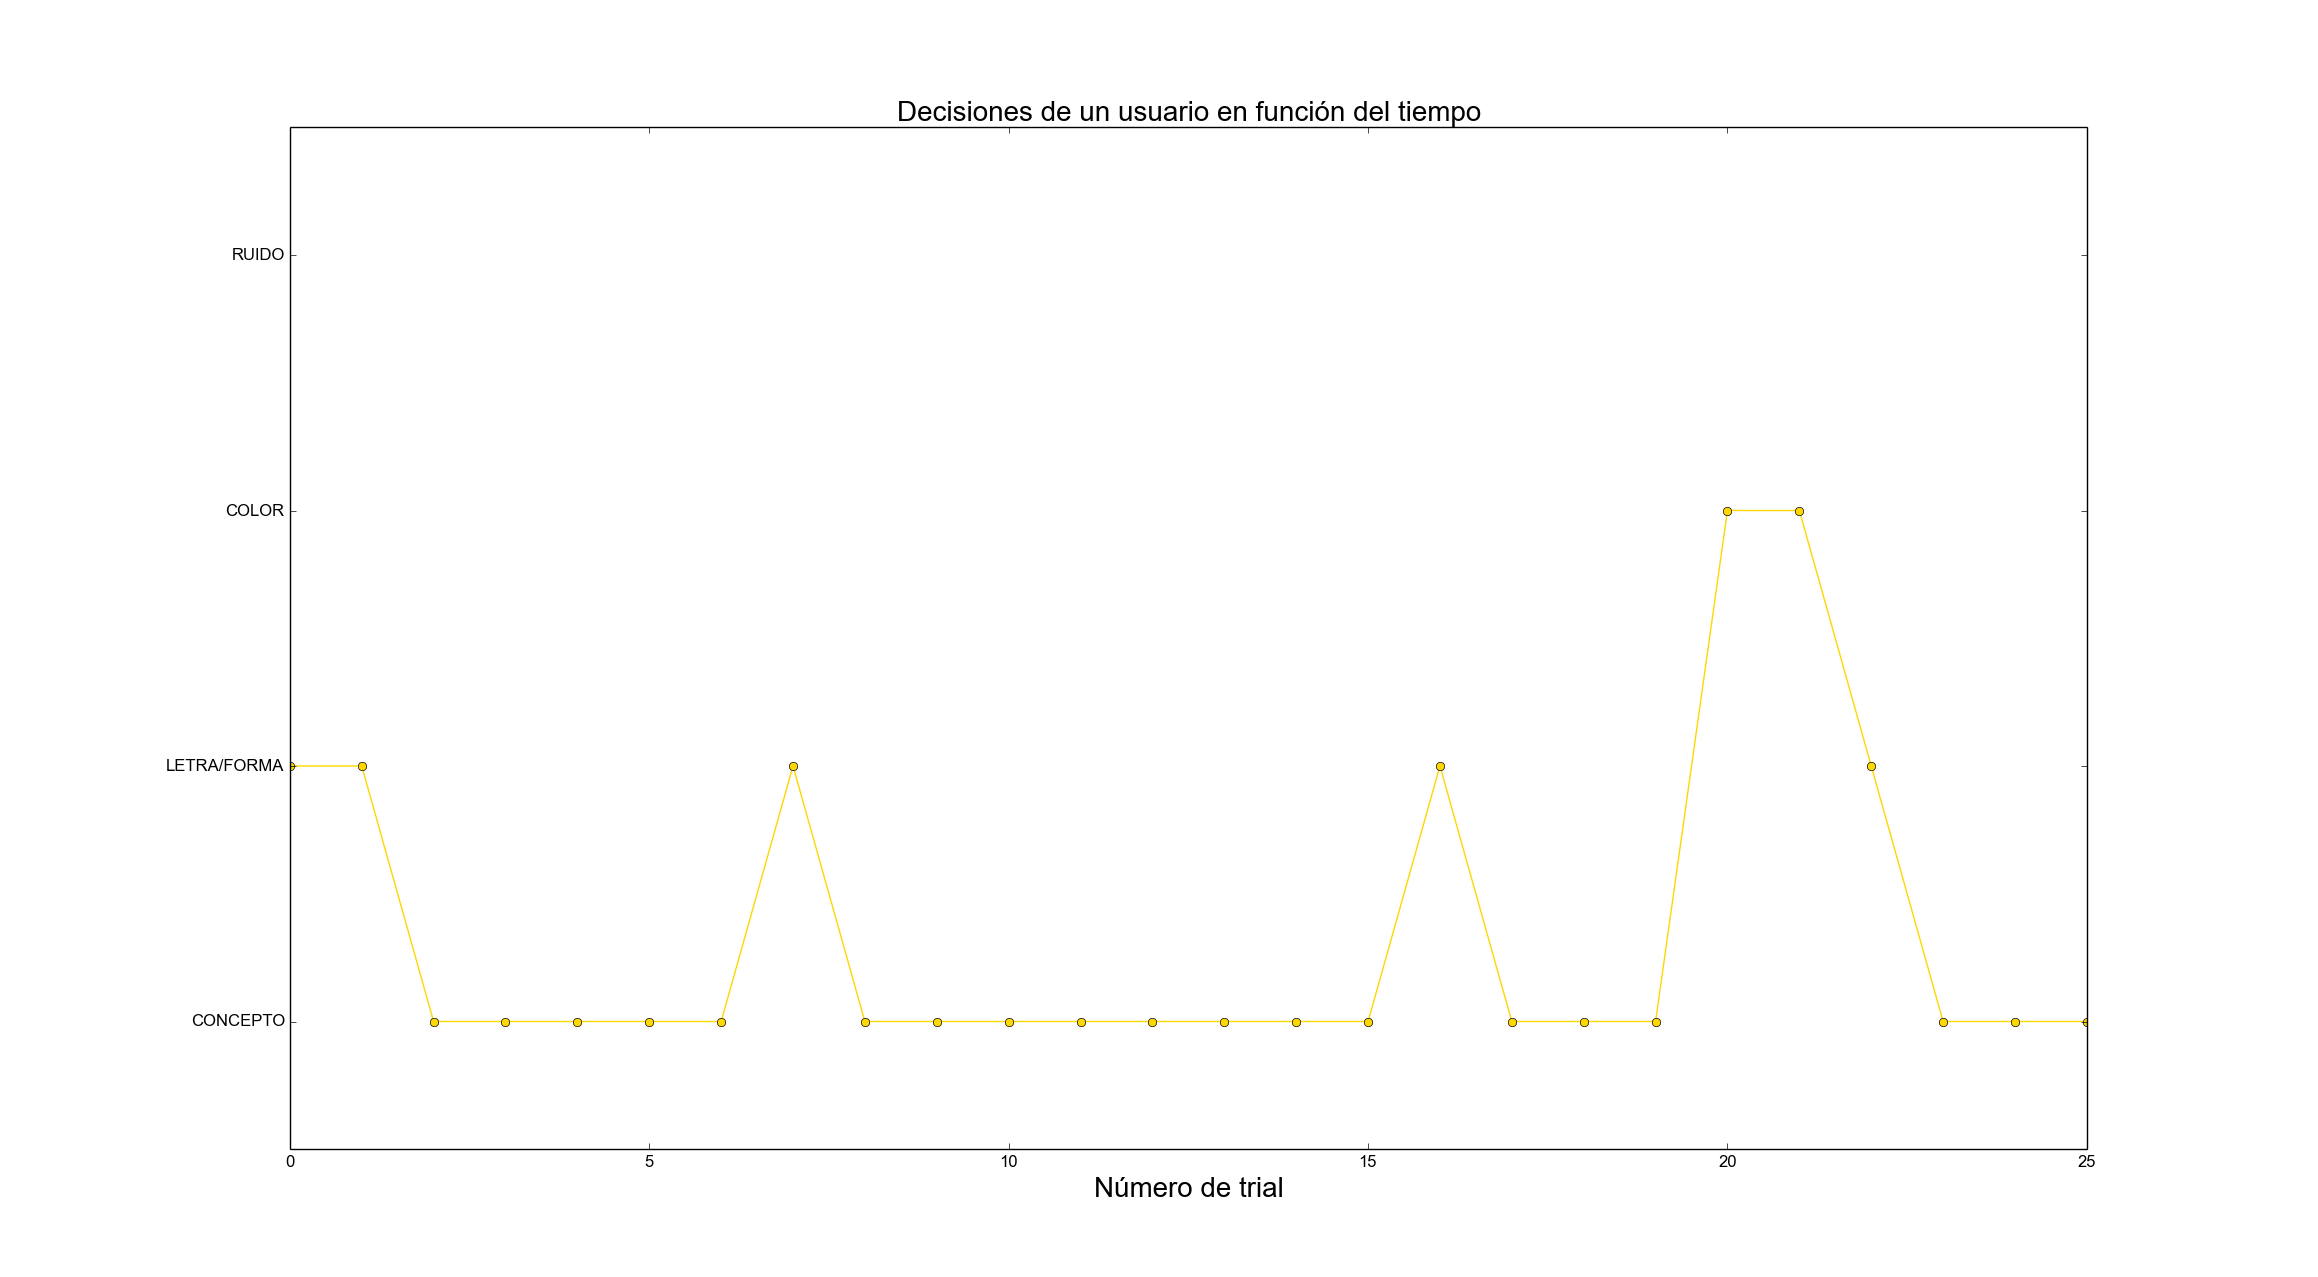 Decisiones de un usuario en función del tiempo
RUIDO
COLOR
LETRA/FORMA
CONCEPTO
0 5 10 15 20 25
Número de trial